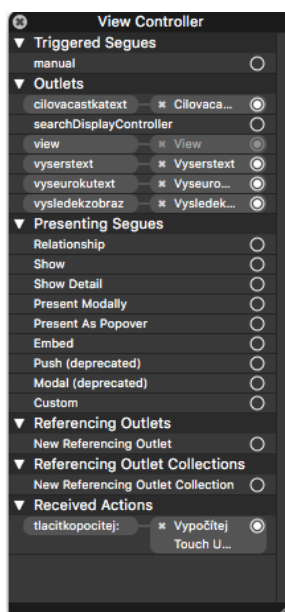 View Controller
▼ Triggered Segues
manual
▼ Outlets
cilovacastkatext × Cilovaca...
searchDisplayController
view × View
vyserstext × Vyserstext
vyseurokutext × Vyseuro...
vysledekzobraz × Vysledek...
▼ Presenting Segues
Relationship
Show
Show Detail
Present Modally
Present As Popover
Embed
Push (deprecated)
Modal (deprecated)
Custom
▼ Referencing Outlets
New Referencing Outlet
▼ Referencing Outlet Collections
New Referencing Outlet Collection
▼ Received Actions
tlacitkopocitej: × Vypočítej
Touch U...